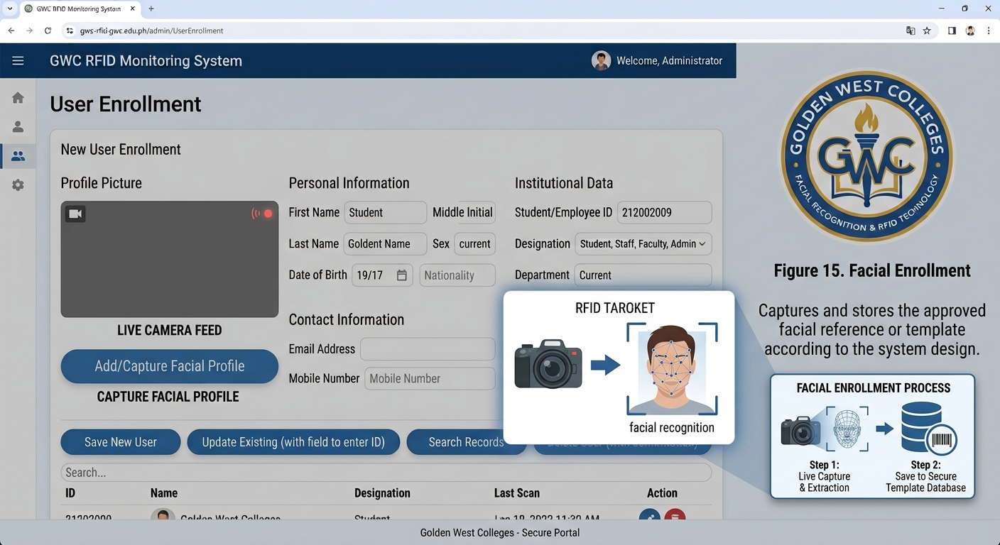 GWC RFID Monitoring System
gws-rfid-gwc.edu.ph/admin/UserEnrollment
GWC RFID Monitoring System
Welcome, Administrator
User Enrollment
New User Enrollment
Profile Picture
LIVE CAMERA FEED
Add/Capture Facial Profile
CAPTURE FACIAL PROFILE
Personal Information
First Name Student Middle Initial
Last Name Goldent Name Sex current
Date of Birth 19/17 Nationality
Contact Information
Email Address
Mobile Number Mobile Number
Institutional Data
Student/Employee ID 212002009
Designation Student, Staff, Faculty, Admin
Department Current
RFID TAROKET
facial recognition
Save New User Update Existing (with field to enter ID) Search Records
Search...
ID Name Designation Last Scan Action
Golden West Colleges Student
GOLDEN WEST COLLEGES
GWC
FACIAL RECOGNITION & RFID TECHNOLOGY
Figure 15. Facial Enrollment
Captures and stores the approved
facial reference or template
according to the system design.
FACIAL ENROLLMENT PROCESS
Step 1:
Live Capture
& Extraction
Step 2:
Save to Secure
Template Database
Golden West Colleges - Secure Portal